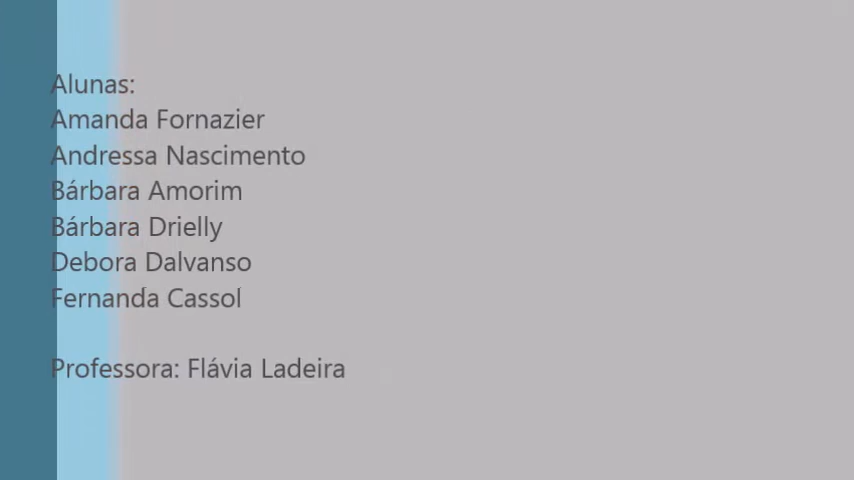 Alunas:
Amanda Fornazier
Andressa Nascimento
Bárbara Amorim
Bárbara Drielly
Debora Dalvanso
Fernanda Cassol
Professora: Flávia Ladeira